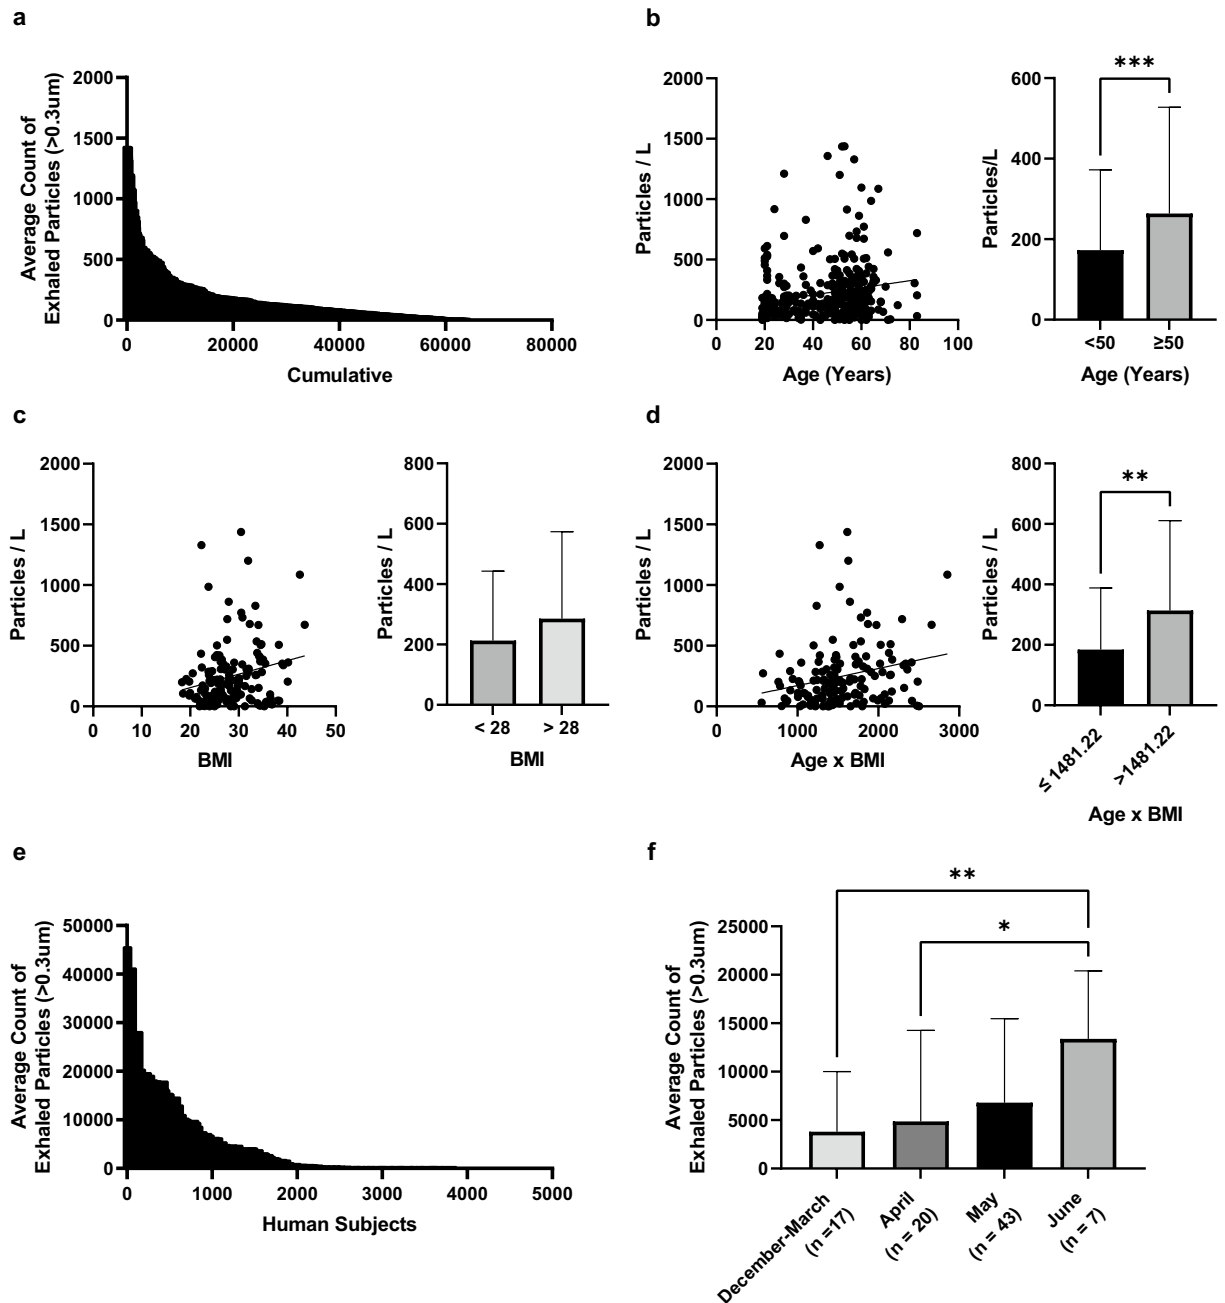 a
Average Count of
Exhaled Particles (>0.3um)
2000
1500
1000
500
0
0 20000 40000 60000 80000
Cumulative
b
Particles / L
2000
1500
1000
500
0
0 20 40 60 80 100
Age (Years)
Particles/L
600
400
200
0
***
<50 ≥50
Age (Years)
c
Particles / L
2000
1500
1000
500
0
0 10 20 30 40 50
BMI
Particles / L
800
600
400
200
0
< 28 > 28
BMI
d
Particles / L
2000
1500
1000
500
0
0 1000 2000 3000
Age x BMI
Particles / L
800
600
400
200
0
**
≤ 1481.22 >1481.22
Age x BMI
e
Average Count of
Exhaled Particles (>0.3um)
50000
40000
30000
20000
10000
0
0 1000 2000 3000 4000 5000
Human Subjects
f
Average Count of
Exhaled Particles (>0.3um)
25000
20000
15000
10000
5000
0
**
*
December-March
(n =17)
April
(n = 20)
May
(n = 43)
June
(n = 7)